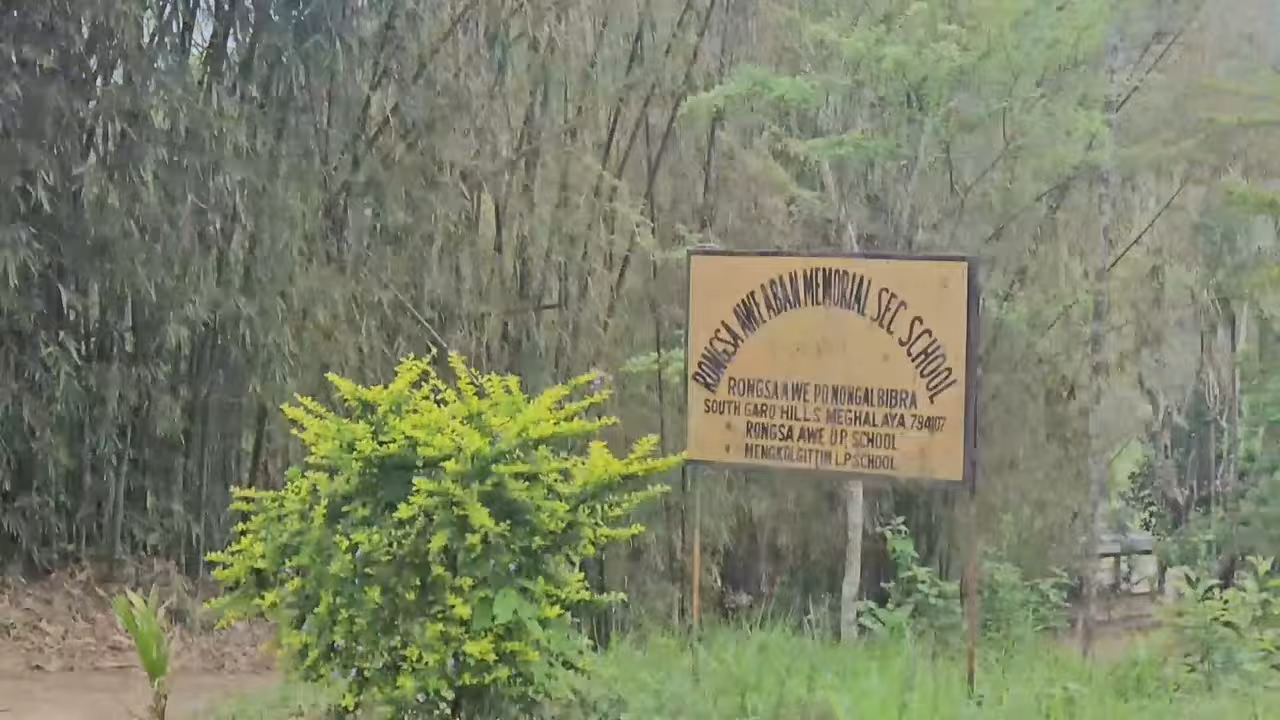 RONGSA AWE ABAN MEMORIAL SEC SCHOOL
RONGSA AWE PO NONGALBIBRA
SOUTH GARO HILLS MEGHALAYA 794107
RONGSA AWE U.P. SCHOOL
MENGKOLGITTIM L.P SCHOOL